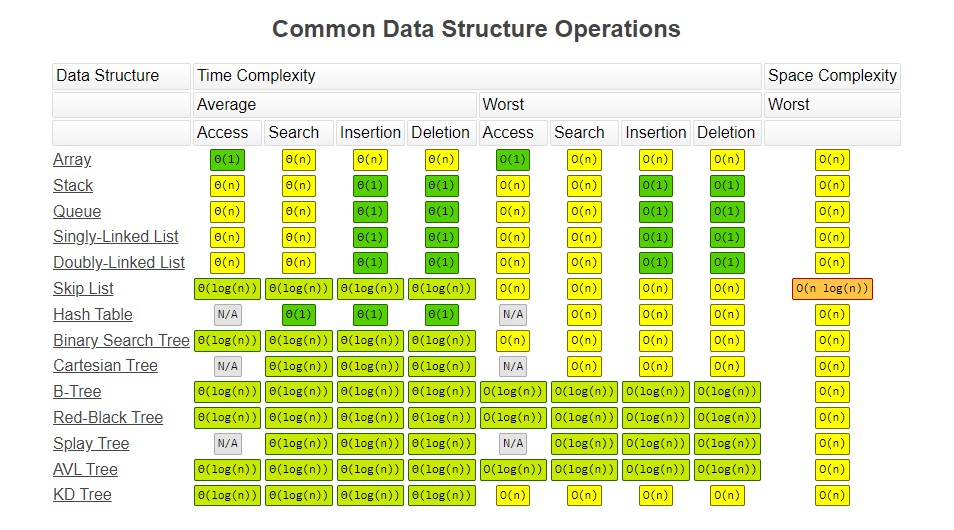 Common Data Structure Operations
Data Structure Time Complexity Space Complexity
Average Worst Worst
Access Search Insertion Deletion Access Search Insertion Deletion
Array Θ(1) Θ(n) Θ(n) Θ(n) O(1) O(n) O(n) O(n) O(n)
Stack Θ(n) Θ(n) Θ(1) Θ(1) O(n) O(n) O(1) O(1) O(n)
Queue Θ(n) Θ(n) Θ(1) Θ(1) O(n) O(n) O(1) O(1) O(n)
Singly-Linked List Θ(n) Θ(n) Θ(1) Θ(1) O(n) O(n) O(1) O(1) O(n)
Doubly-Linked List Θ(n) Θ(n) Θ(1) Θ(1) O(n) O(n) O(1) O(1) O(n)
Skip List Θ(log(n)) Θ(log(n)) Θ(log(n)) Θ(log(n)) O(n) O(n) O(n) O(n) O(n log(n))
Hash Table N/A Θ(1) Θ(1) Θ(1) N/A O(n) O(n) O(n) O(n)
Binary Search Tree Θ(log(n)) Θ(log(n)) Θ(log(n)) Θ(log(n)) O(n) O(n) O(n) O(n) O(n)
Cartesian Tree N/A Θ(log(n)) Θ(log(n)) Θ(log(n)) N/A O(n) O(n) O(n) O(n)
B-Tree Θ(log(n)) Θ(log(n)) Θ(log(n)) Θ(log(n)) O(log(n)) O(log(n)) O(log(n)) O(log(n)) O(n)
Red-Black Tree Θ(log(n)) Θ(log(n)) Θ(log(n)) Θ(log(n)) O(log(n)) O(log(n)) O(log(n)) O(log(n)) O(n)
Splay Tree N/A Θ(log(n)) Θ(log(n)) Θ(log(n)) N/A O(log(n)) O(log(n)) O(log(n)) O(n)
AVL Tree Θ(log(n)) Θ(log(n)) Θ(log(n)) Θ(log(n)) O(log(n)) O(log(n)) O(log(n)) O(log(n)) O(n)
KD Tree Θ(log(n)) Θ(log(n)) Θ(log(n)) Θ(log(n)) O(n) O(n) O(n) O(n) O(n)